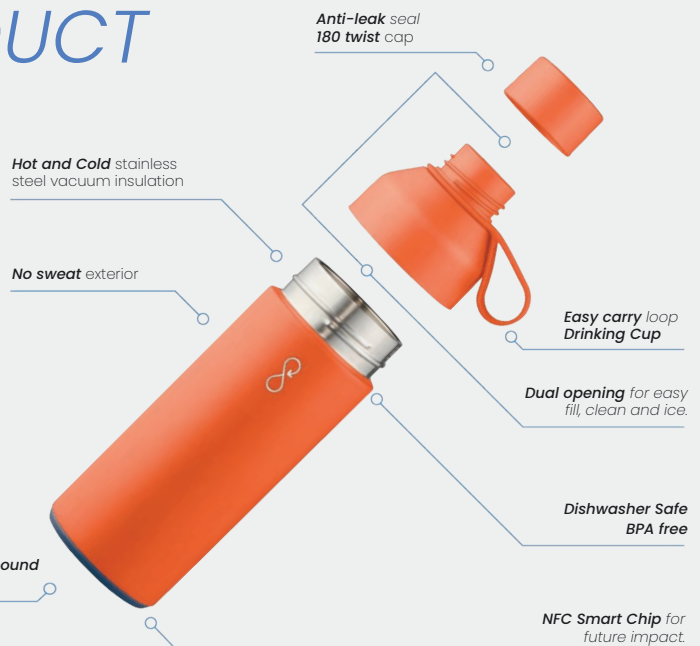 UCT
Anti-leak seal
180 twist cap
Hot and Cold stainless
steel vacuum insulation
No sweat exterior
Easy carry loop
Drinking Cup
Dual opening for easy
fill, clean and ice.
Dishwasher Safe
BPA free
ound
NFC Smart Chip for
future impact.